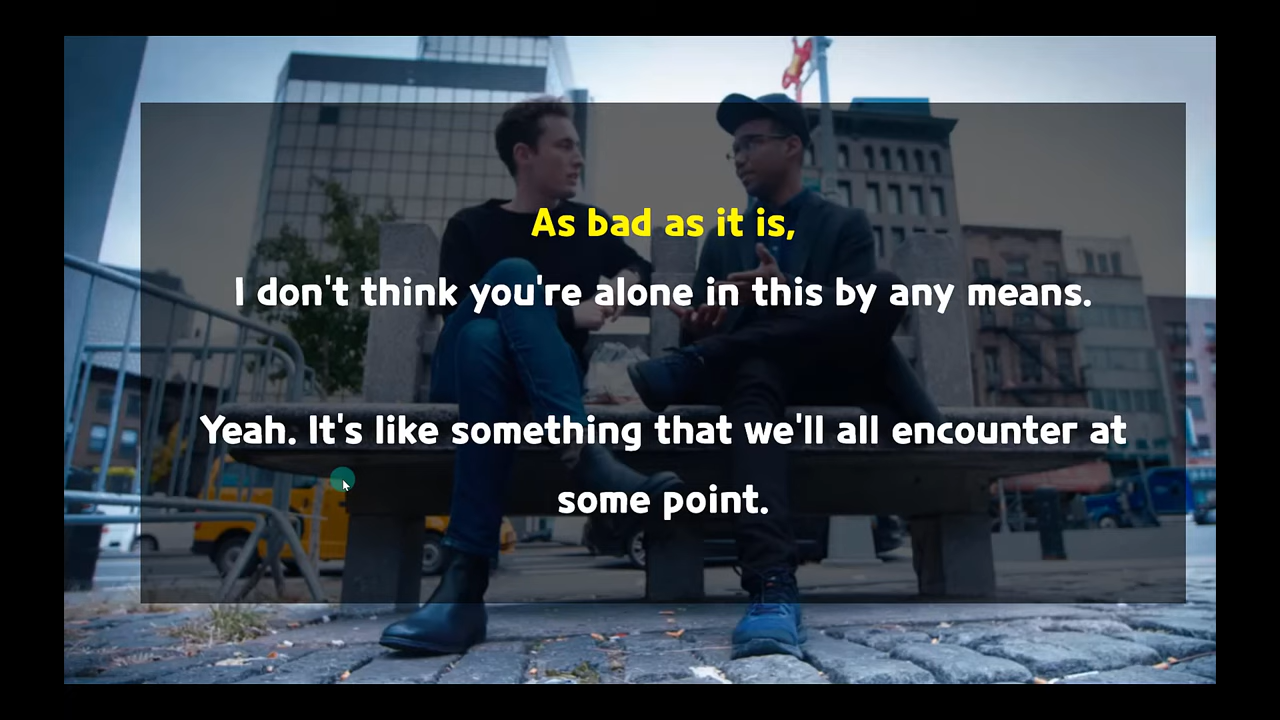 As bad as it is,
I don't think you're alone in this by any means.
Yeah. It's like something that we'll all encounter at
some point.